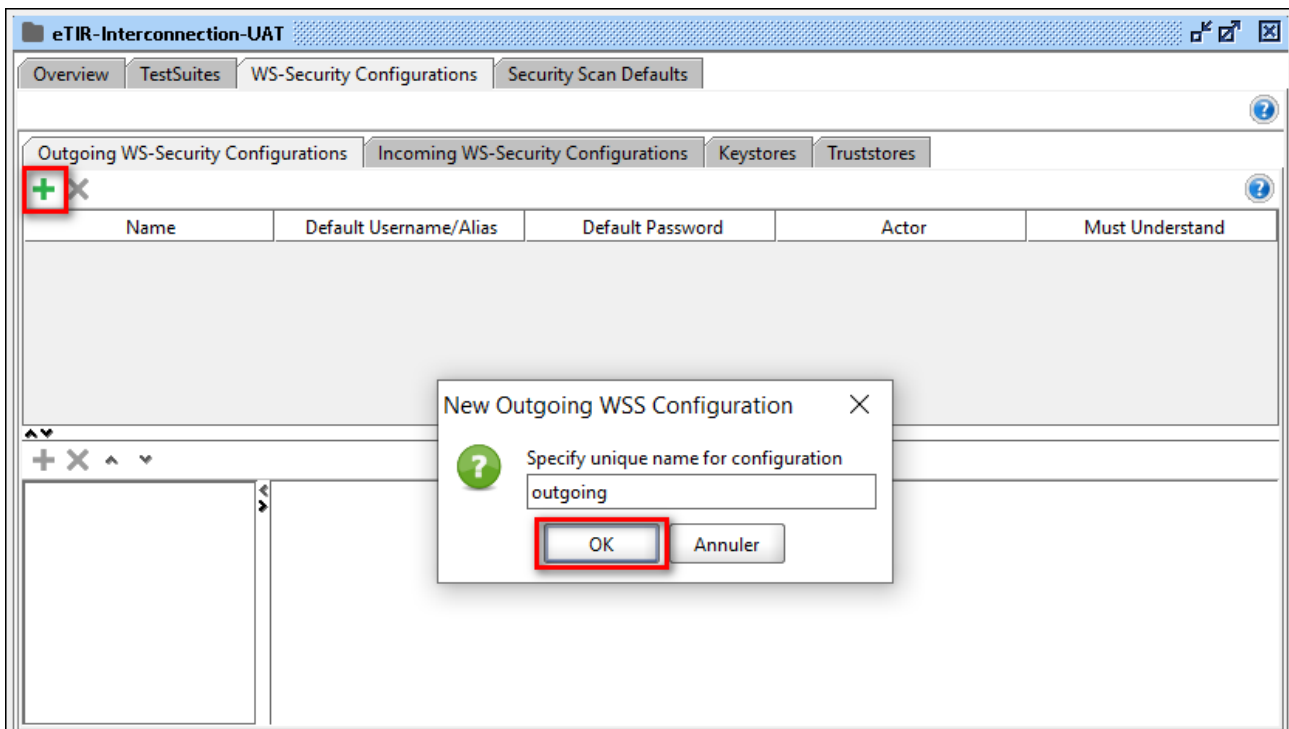 eTIR-Interconnection-UAT
Overview TestSuites WS-Security Configurations Security Scan Defaults
Outgoing WS-Security Configurations Incoming WS-Security Configurations Keystores Truststores
Name Default Username/Alias Default Password Actor Must Understand
New Outgoing WSS Configuration
Specify unique name for configuration
outgoing
OK Annuler